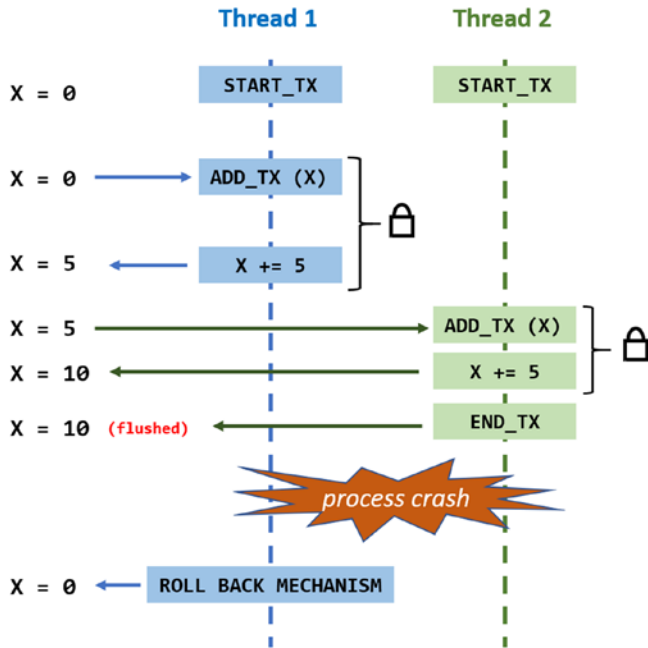 Thread 1 Thread 2
X = 0 START_TX START_TX
X = 0 ADD_TX (X)
X = 5 X += 5
X = 5 ADD_TX (X)
X = 10 X += 5
X = 10 (flushed) END_TX
process crash
X = 0 ROLL BACK MECHANISM